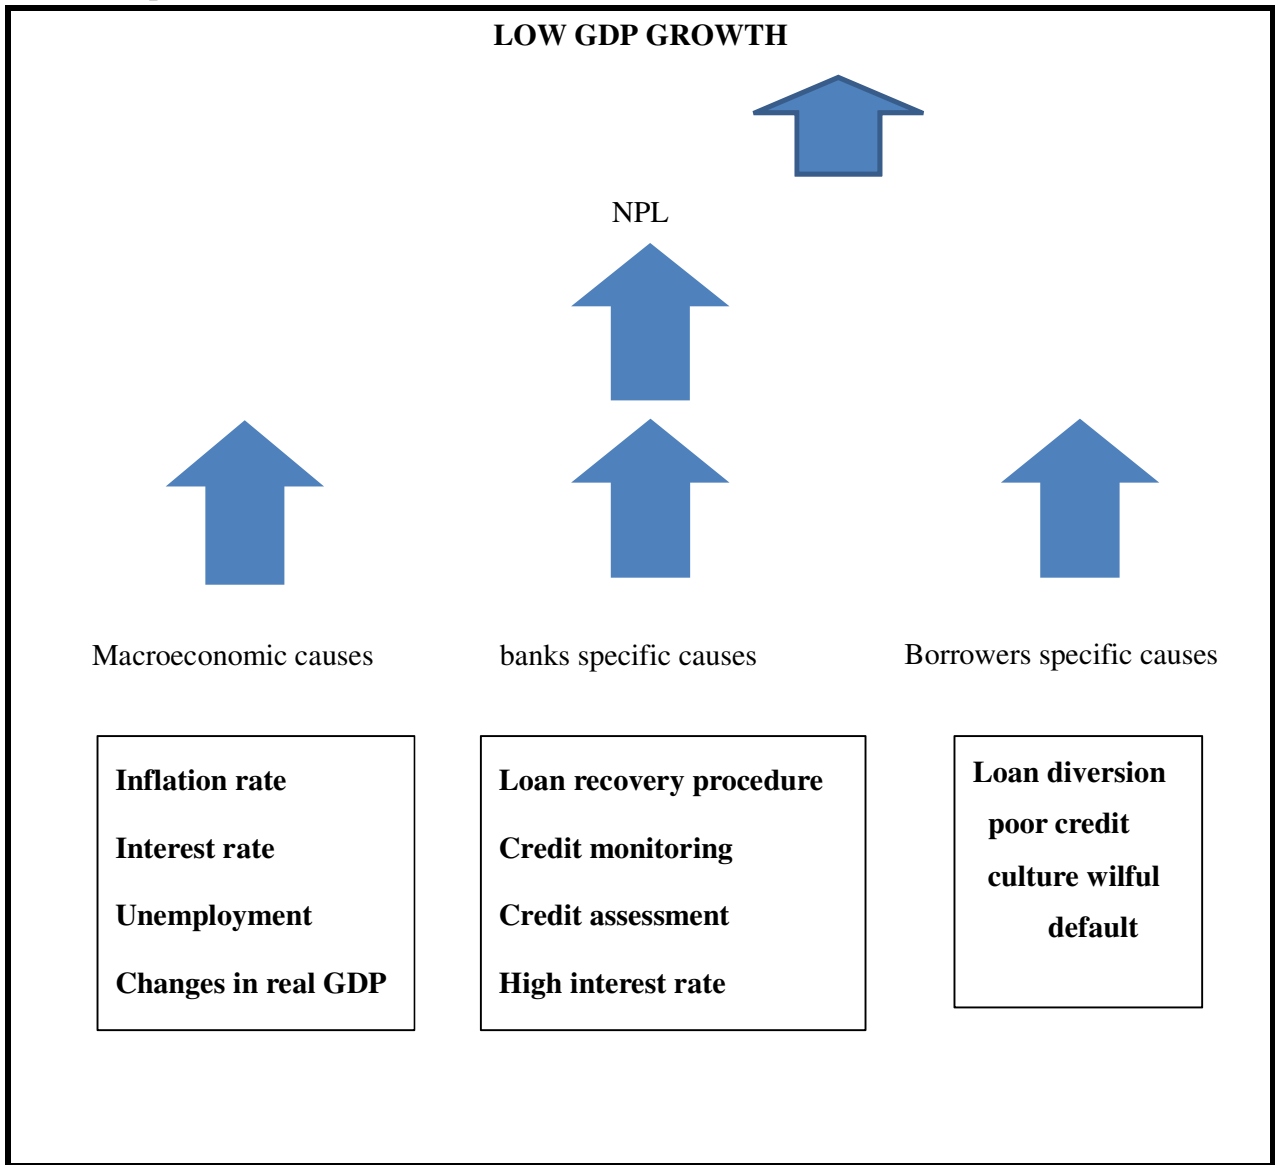 LOW GDP GROWTH
NPL
Macroeconomic causes
banks specific causes
Borrowers specific causes
Inflation rate
Interest rate
Unemployment
Changes in real GDP
Loan recovery procedure
Credit monitoring
Credit assessment
High interest rate
Loan diversion
poor credit
culture wilful
default